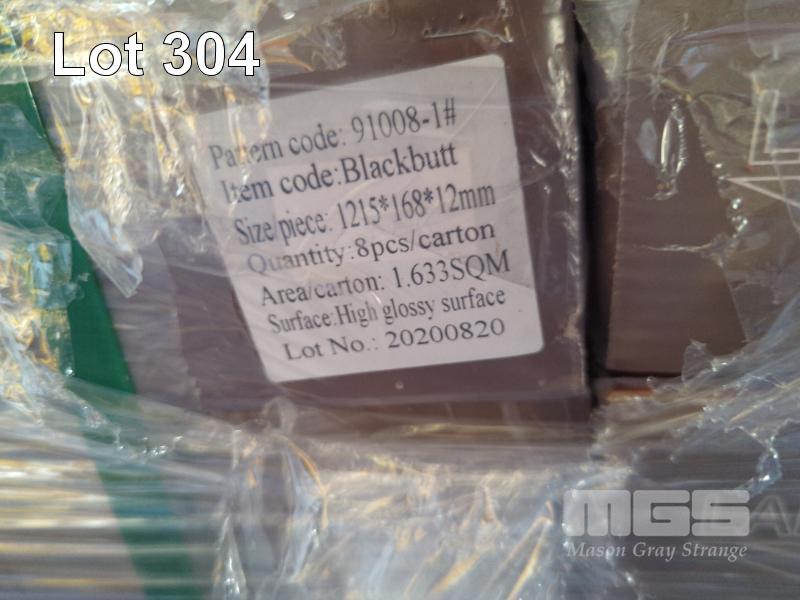 Lot 304
Pattern code: 91008-1#
Item code:Blackbutt
Size/piece: 1215*168*12mm
Quantity:8pcs/carton
Area/carton: 1.633SQM
Surface:High glossy surface
Lot No.: 20200820
MGS
Mason Gray Strange